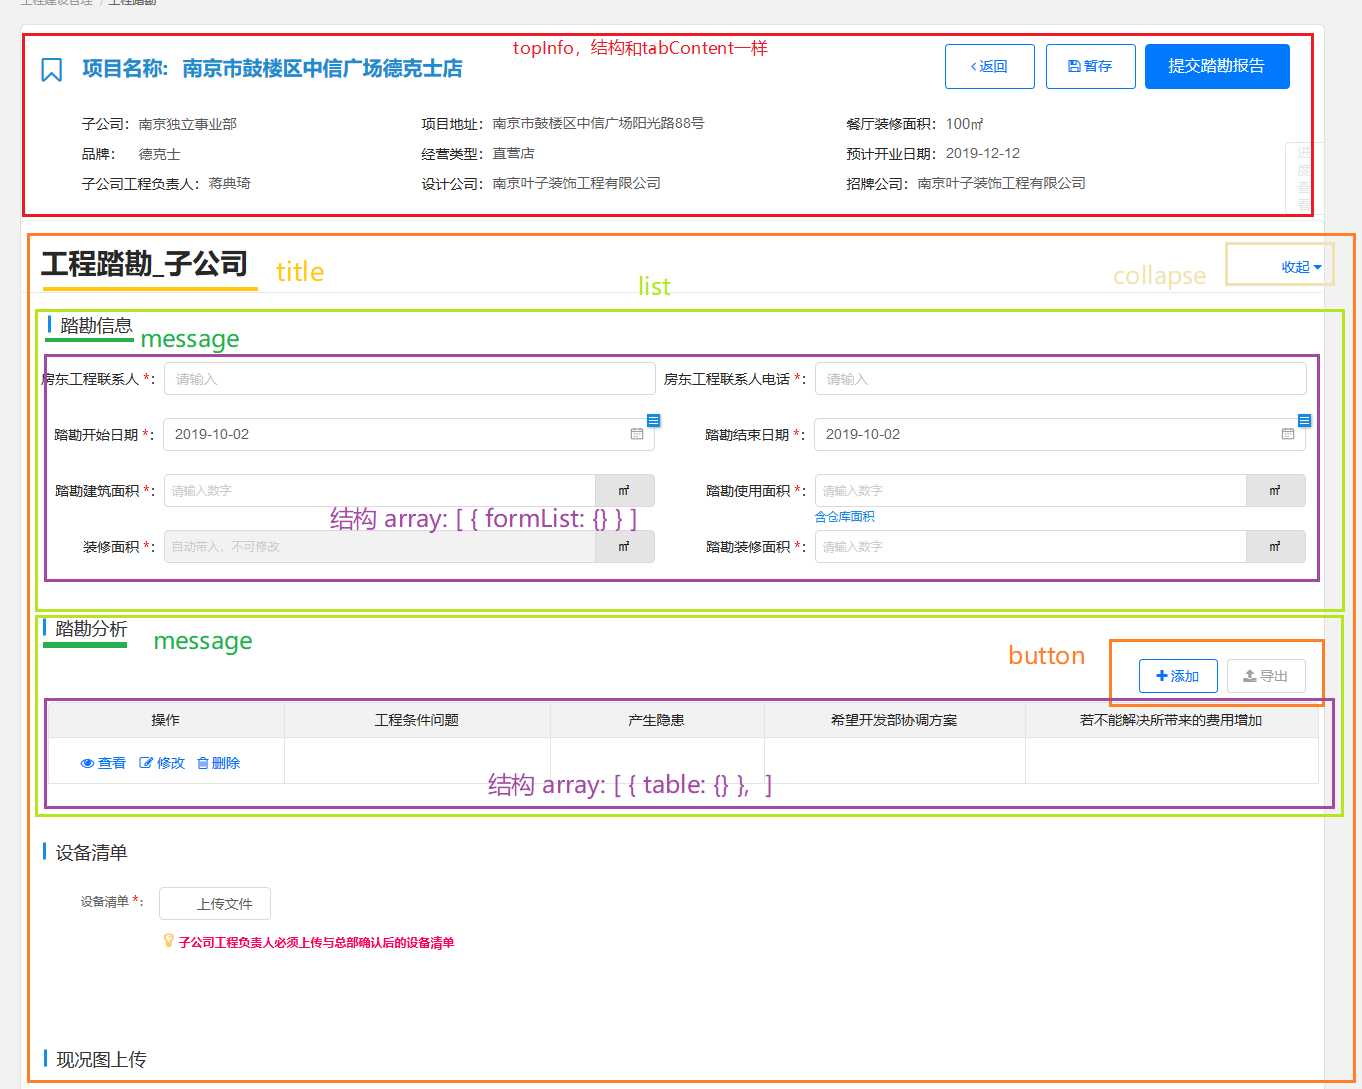 工程建设管理 / 工程踏勘
topInfo，结构和tabContent一样
项目名称: 南京市鼓楼区中信广场德克士店
返回
暂存
提交踏勘报告
子公司: 南京独立事业部
项目地址: 南京市鼓楼区中信广场阳光路88号
餐厅装修面积: 100㎡
品牌: 德克士
经营类型: 直营店
预计开业日期: 2019-12-12
子公司工程负责人: 蒋典琦
设计公司: 南京叶子装饰工程有限公司
招牌公司: 南京叶子装饰工程有限公司
进度查看
工程踏勘_子公司
title
list
collapse
收起
踏勘信息
message
房东工程联系人 *: 请输入
房东工程联系人电话 *: 请输入
踏勘开始日期 *: 2019-10-02
踏勘结束日期 *: 2019-10-02
踏勘建筑面积 *: 请输入数字 ㎡
踏勘使用面积 *: 请输入数字 ㎡
结构 array: [ { formList: {} } ]
含仓库面积
装修面积 *: 自动带入，不可修改 ㎡
踏勘装修面积 *: 请输入数字 ㎡
踏勘分析
message
button
添加
导出
操作 工程条件问题 产生隐患 希望开发部协调方案 若不能解决所带来的费用增加
查看 修改 删除
结构 array: [ { table: {} }, ]
设备清单
设备清单 *: 上传文件
子公司工程负责人必须上传与总部确认后的设备清单
现况图上传